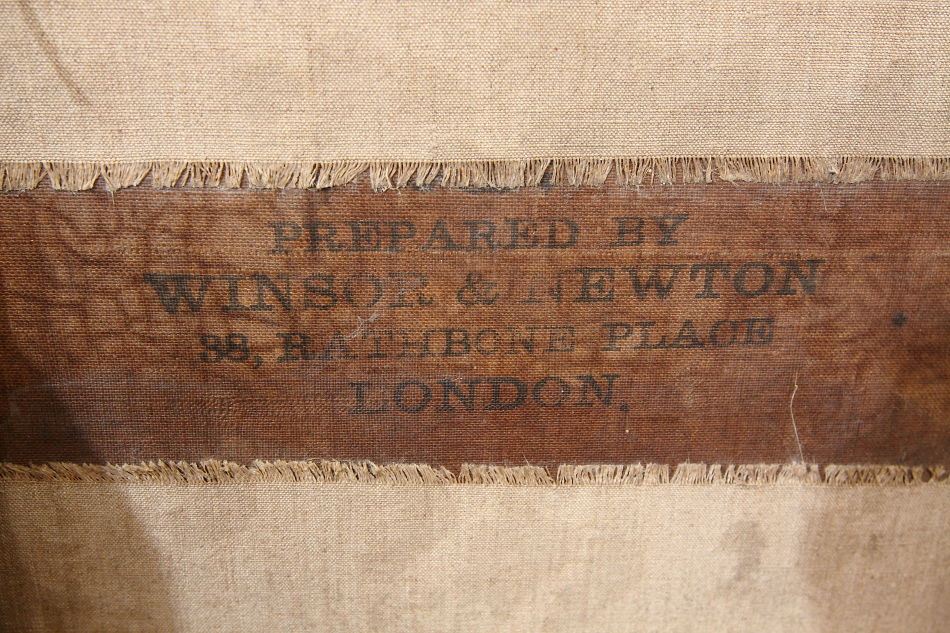 PREPARED BY
WINSOR & NEWTON
38, RATHBONE PLACE
LONDON.